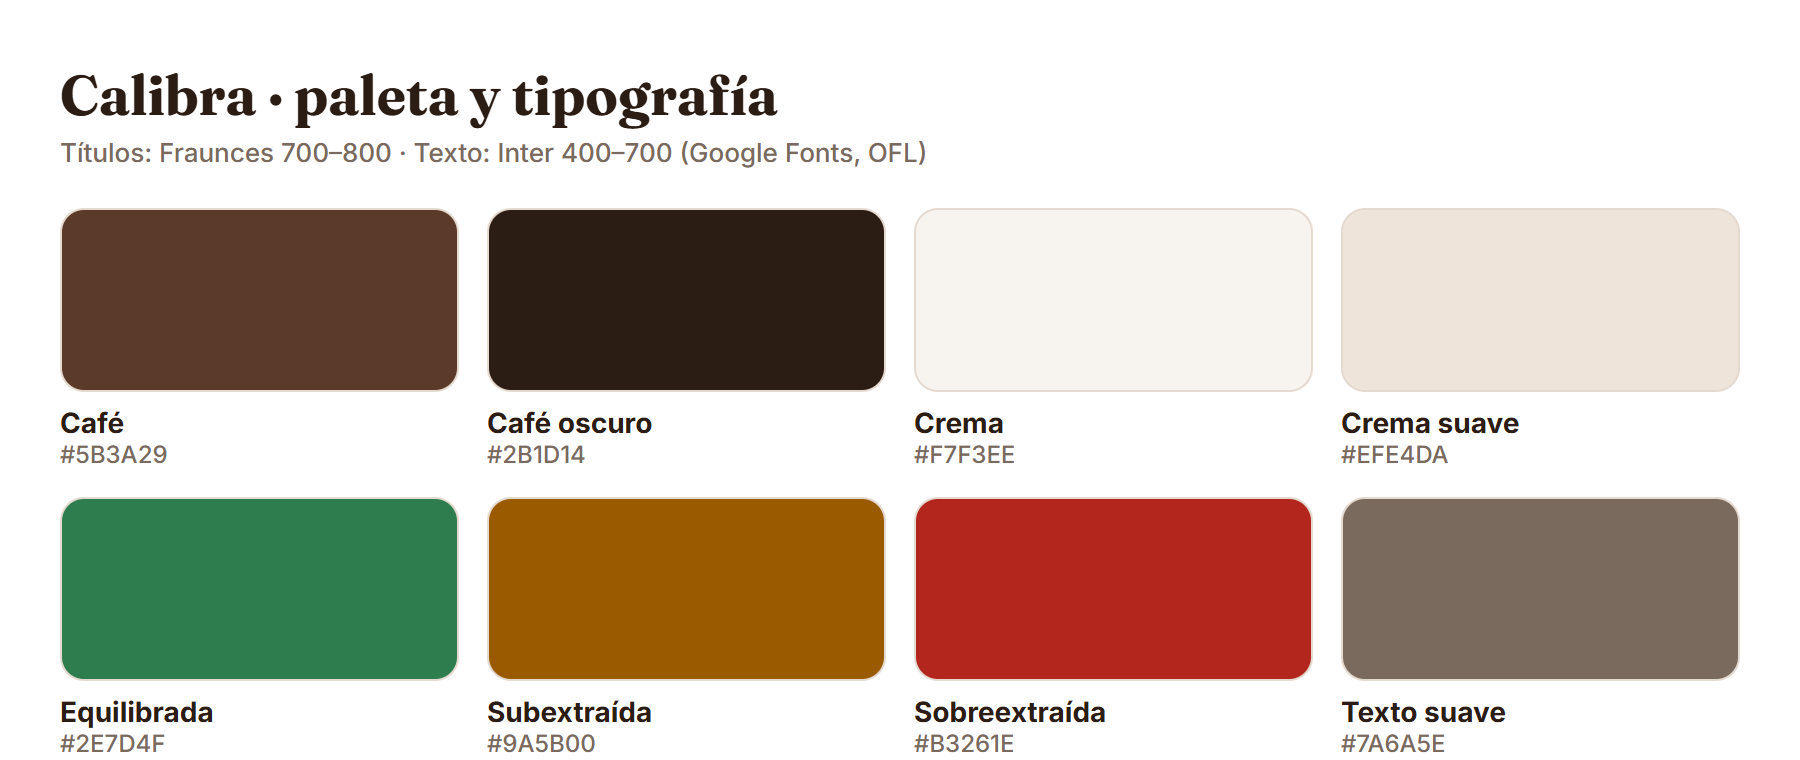 Calibra · paleta y tipografía
Títulos: Fraunces 700–800 · Texto: Inter 400–700 (Google Fonts, OFL)
Café
#5B3A29
Café oscuro
#2B1D14
Crema
#F7F3EE
Crema suave
#EFE4DA
Equilibrada
#2E7D4F
Subextraída
#9A5B00
Sobreextraída
#B3261E
Texto suave
#7A6A5E